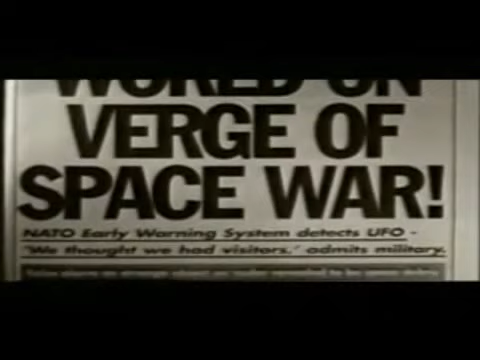 WORLD ON
VERGE OF
SPACE WAR!
NATO Early Warning System detects UFO -
'We thought we had visitors,' admits military.